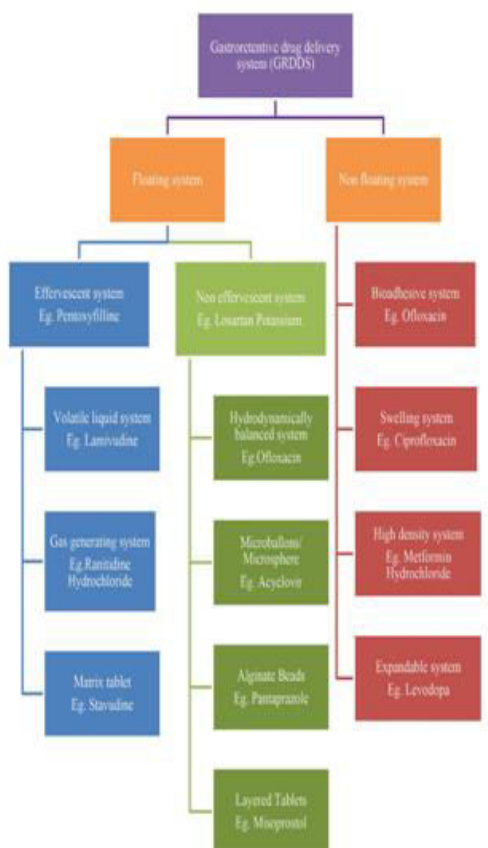 Gastroretentive drug delivery
system (GRDDS)
Floating system
Non floating system
Effervescent system
Eg. Pentoxyfilline
Non effervescent system
Eg. Losartan Potassium
Bioadhesive system
Eg. Ofloxacin
Volatile liquid system
Eg. Lamivudine
Hydrodynamically
balanced system
Eg.Ofloxacin
Swelling system
Eg. Ciprofloxacin
Gas generating system
Eg.Ranitidine
Hydrochloride
Microballons/
Microsphere
Eg. Acyclovir
High density system
Eg. Metformin
Hydrochloride
Matrix tablet
Eg. Stavudine
Alginate Beads
Eg. Pantaprazole
Expandable system
Eg. Levodopa
Layered Tablets
Eg. Misoprostol